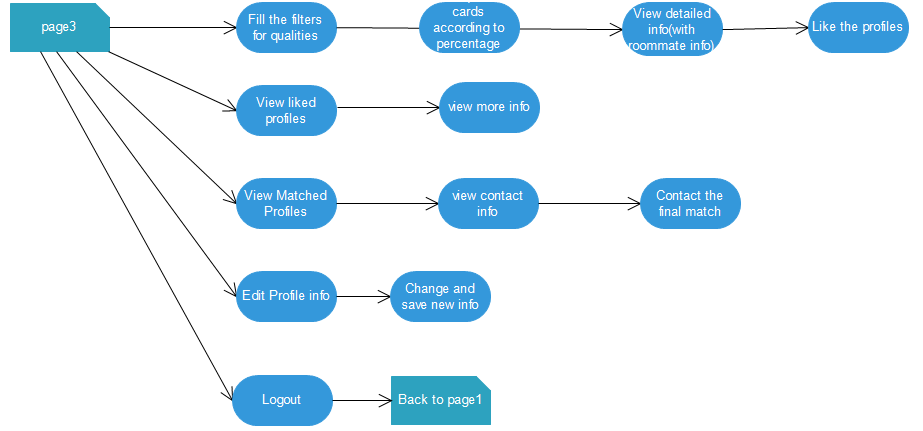 page3
Fill the filters
for qualities
cards
according to
percentage
View detailed
info(with
roommate info)
Like the profiles
View liked
profiles
view more info
View Matched
Profiles
view contact
info
Contact the
final match
Edit Profile info
Change and
save new info
Logout
Back to page1